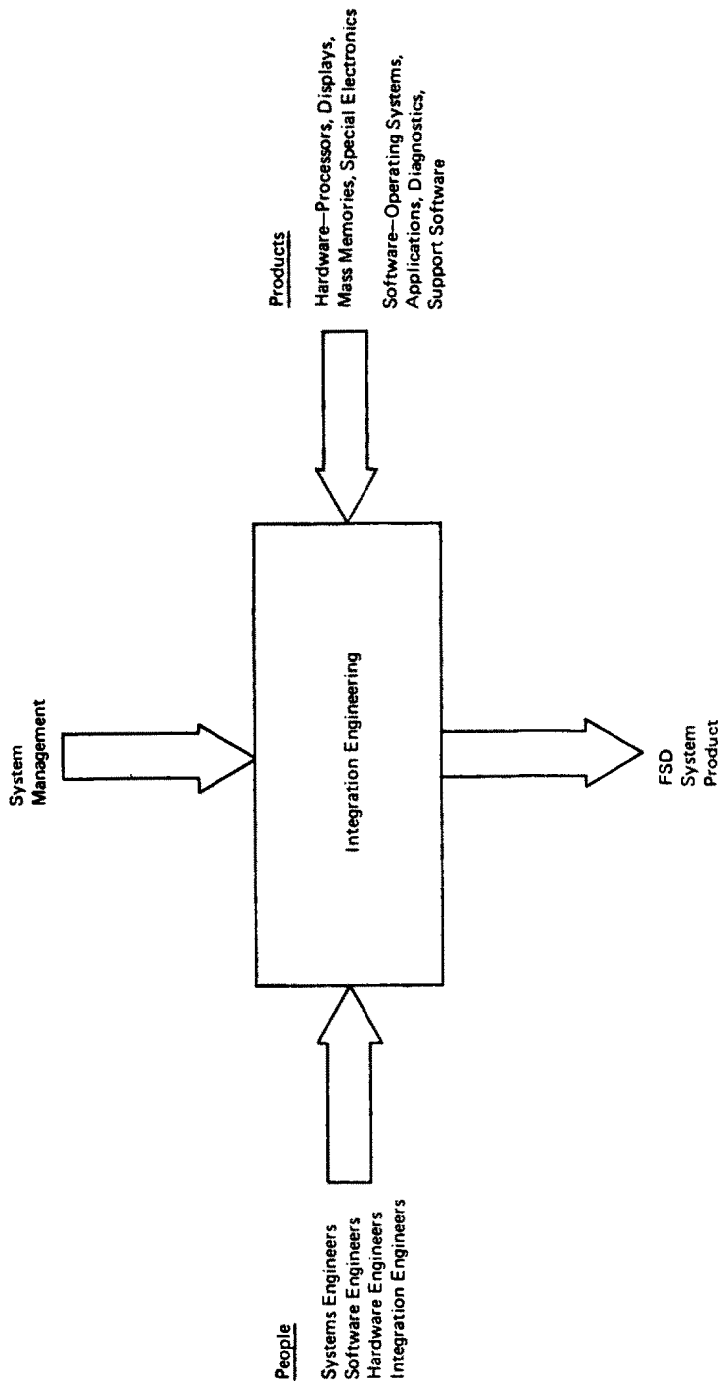 System
Management
People
Systems Engineers
Software Engineers
Hardware Engineers
Integration Engineers
Integration Engineering
Products
Hardware—Processors, Displays,
Mass Memories, Special Electronics
Software—Operating Systems,
Applications, Diagnostics,
Support Software
FSD
System
Product